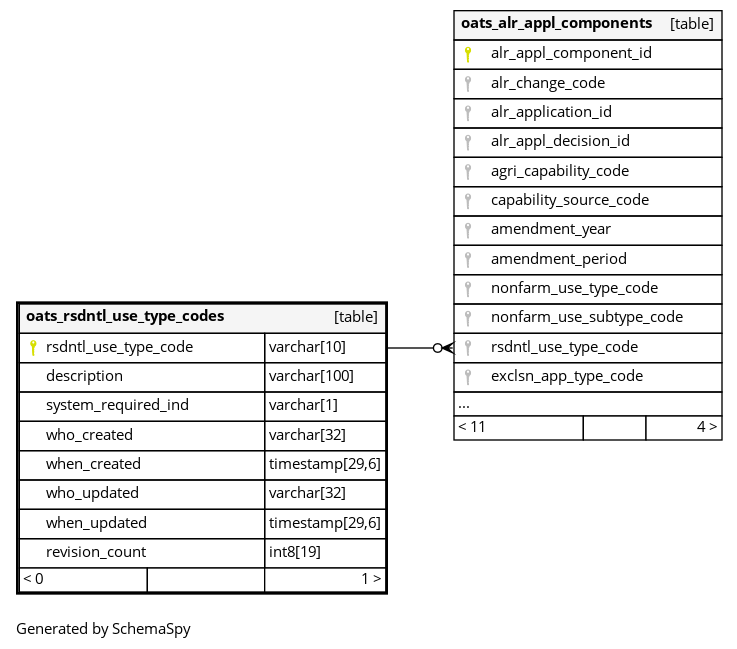 oats_alr_appl_components [table]
alr_appl_component_id
alr_change_code
alr_application_id
alr_appl_decision_id
agri_capability_code
capability_source_code
amendment_year
amendment_period
nonfarm_use_type_code
nonfarm_use_subtype_code
rsdntl_use_type_code
exclsn_app_type_code
...
< 11 4 >
oats_rsdntl_use_type_codes [table]
rsdntl_use_type_code varchar[10]
description varchar[100]
system_required_ind varchar[1]
who_created varchar[32]
when_created timestamp[29,6]
who_updated varchar[32]
when_updated timestamp[29,6]
revision_count int8[19]
< 0 1 >
Generated by SchemaSpy